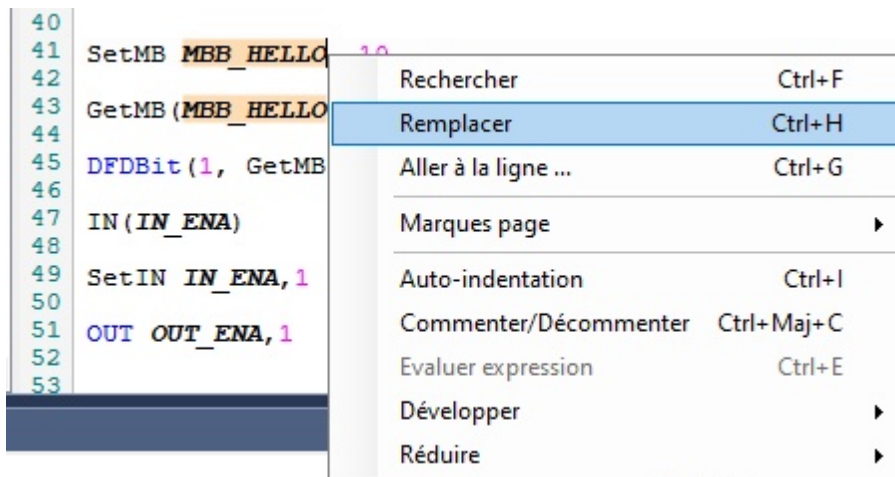 40
41 SetMB MBB_HELLO 10
42
43 GetMB(MBB_HELLO
44
45 DFDBit(1, GetMB
46
47 IN(IN_ENA)
48
49 SetIN IN_ENA,1
50
51 OUT OUT_ENA,1
52
53
Rechercher Ctrl+F
Remplacer Ctrl+H
Aller à la ligne ... Ctrl+G
Marques page
Auto-indentation Ctrl+I
Commenter/Décommenter Ctrl+Maj+C
Evaluer expression Ctrl+E
Développer
Réduire